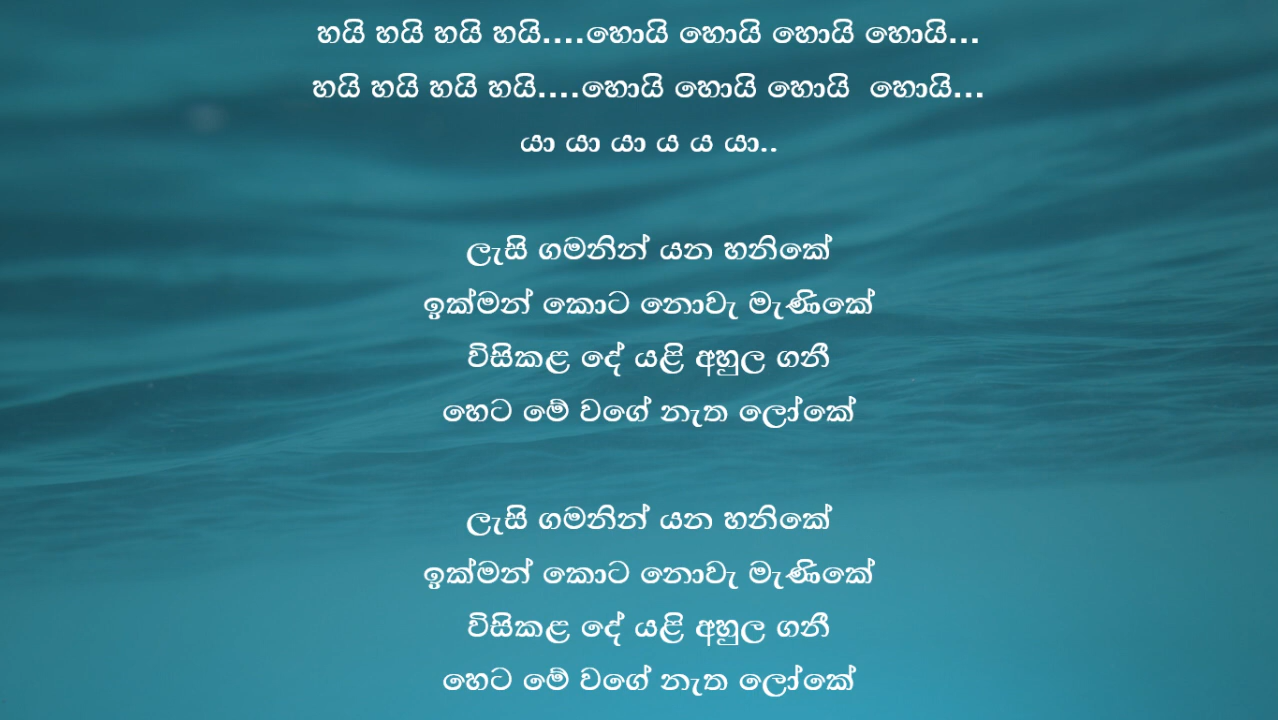 හයි හයි හයි හයි....හොයි හොයි හොයි හොයි...
හයි හයි හයි හයි....හොයි හොයි හොයි හොයි...
යා යා යා ය ය යා..
ලැසි ගමනින් යන හනිකේ
ඉක්මන් කොට නොවැ මැණිකේ
විසිකළ දේ යළි අහුල ගනී
හෙට මේ වගේ නැත ලෝකේ
ලැසි ගමනින් යන හනිකේ
ඉක්මන් කොට නොවැ මැණිකේ
විසිකළ දේ යළි අහුල ගනී
හෙට මේ වගේ නැත ලෝකේ